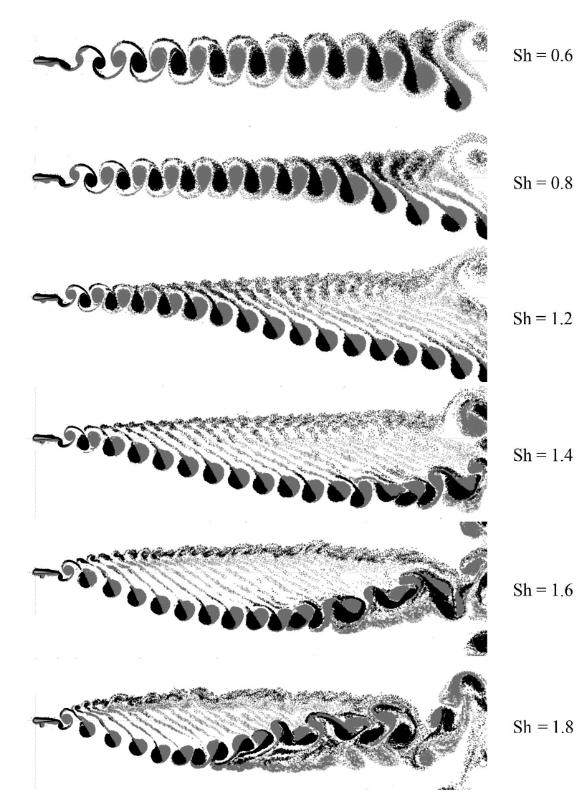 Sh = 0.6
Sh = 0.8
Sh = 1.2
Sh = 1.4
Sh = 1.6
Sh = 1.8